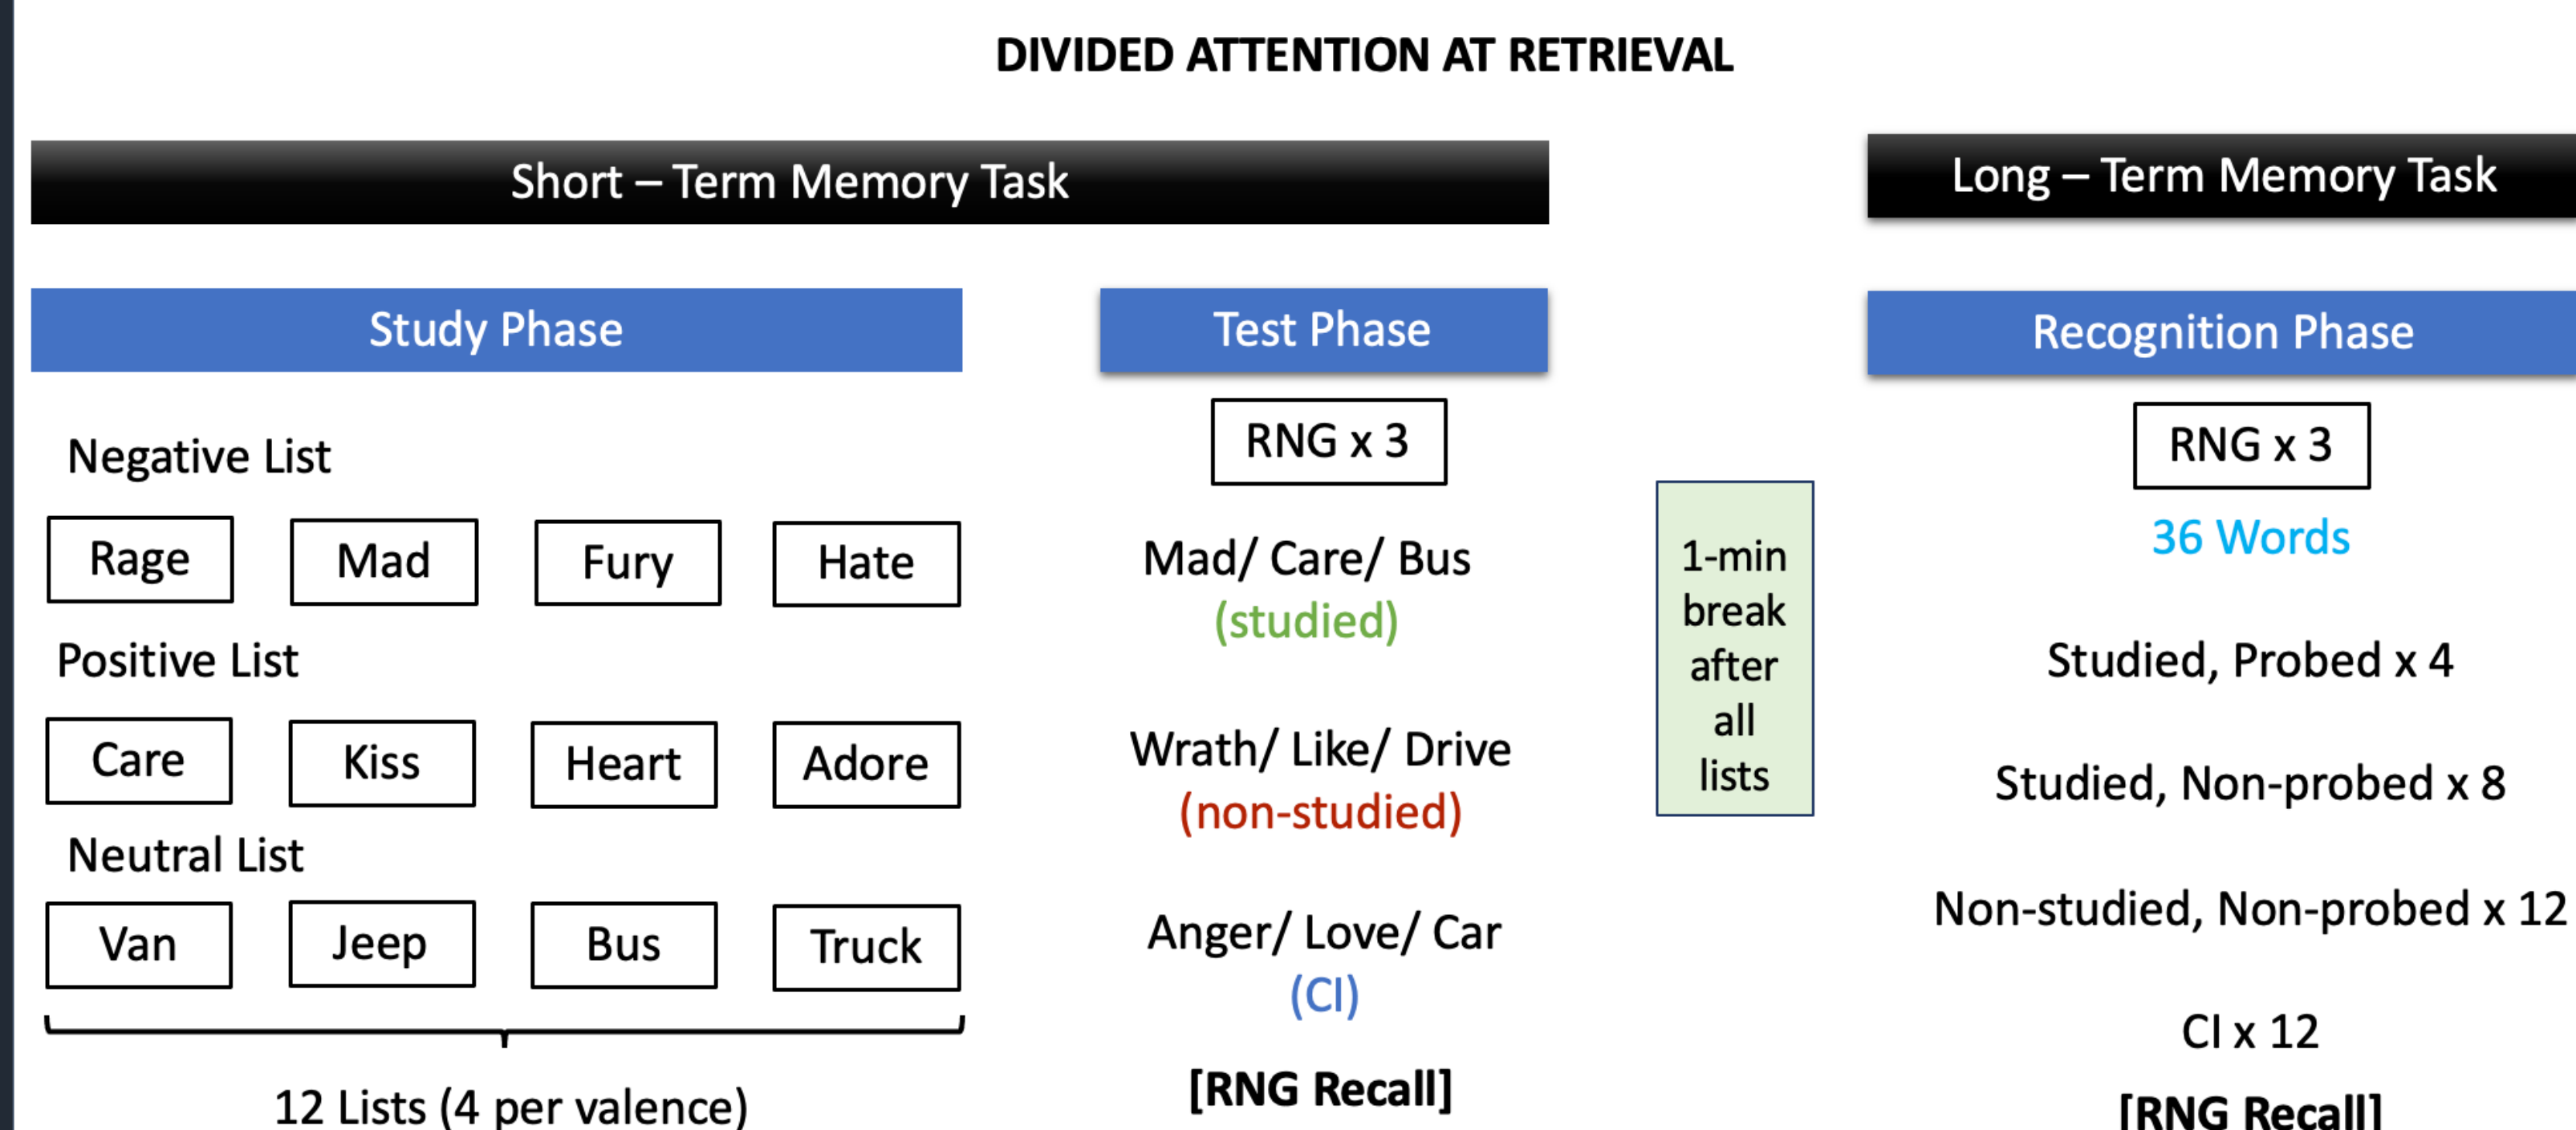 DIVIDED ATTENTION AT RETRIEVAL
Short – Term Memory Task
Long – Term Memory Task
Study Phase
Test Phase
Recognition Phase
Negative List
Rage
Mad
Fury
Hate
Positive List
Care
Kiss
Heart
Adore
Neutral List
Van
Jeep
Bus
Truck
12 Lists (4 per valence)
RNG x 3
Mad/ Care/ Bus
(studied)
Wrath/ Like/ Drive
(non-studied)
Anger/ Love/ Car
(CI)
[RNG Recall]
1-min
break
after
all
lists
RNG x 3
36 Words
Studied, Probed x 4
Studied, Non-probed x 8
Non-studied, Non-probed x 12
CI x 12
[RNG Recall]